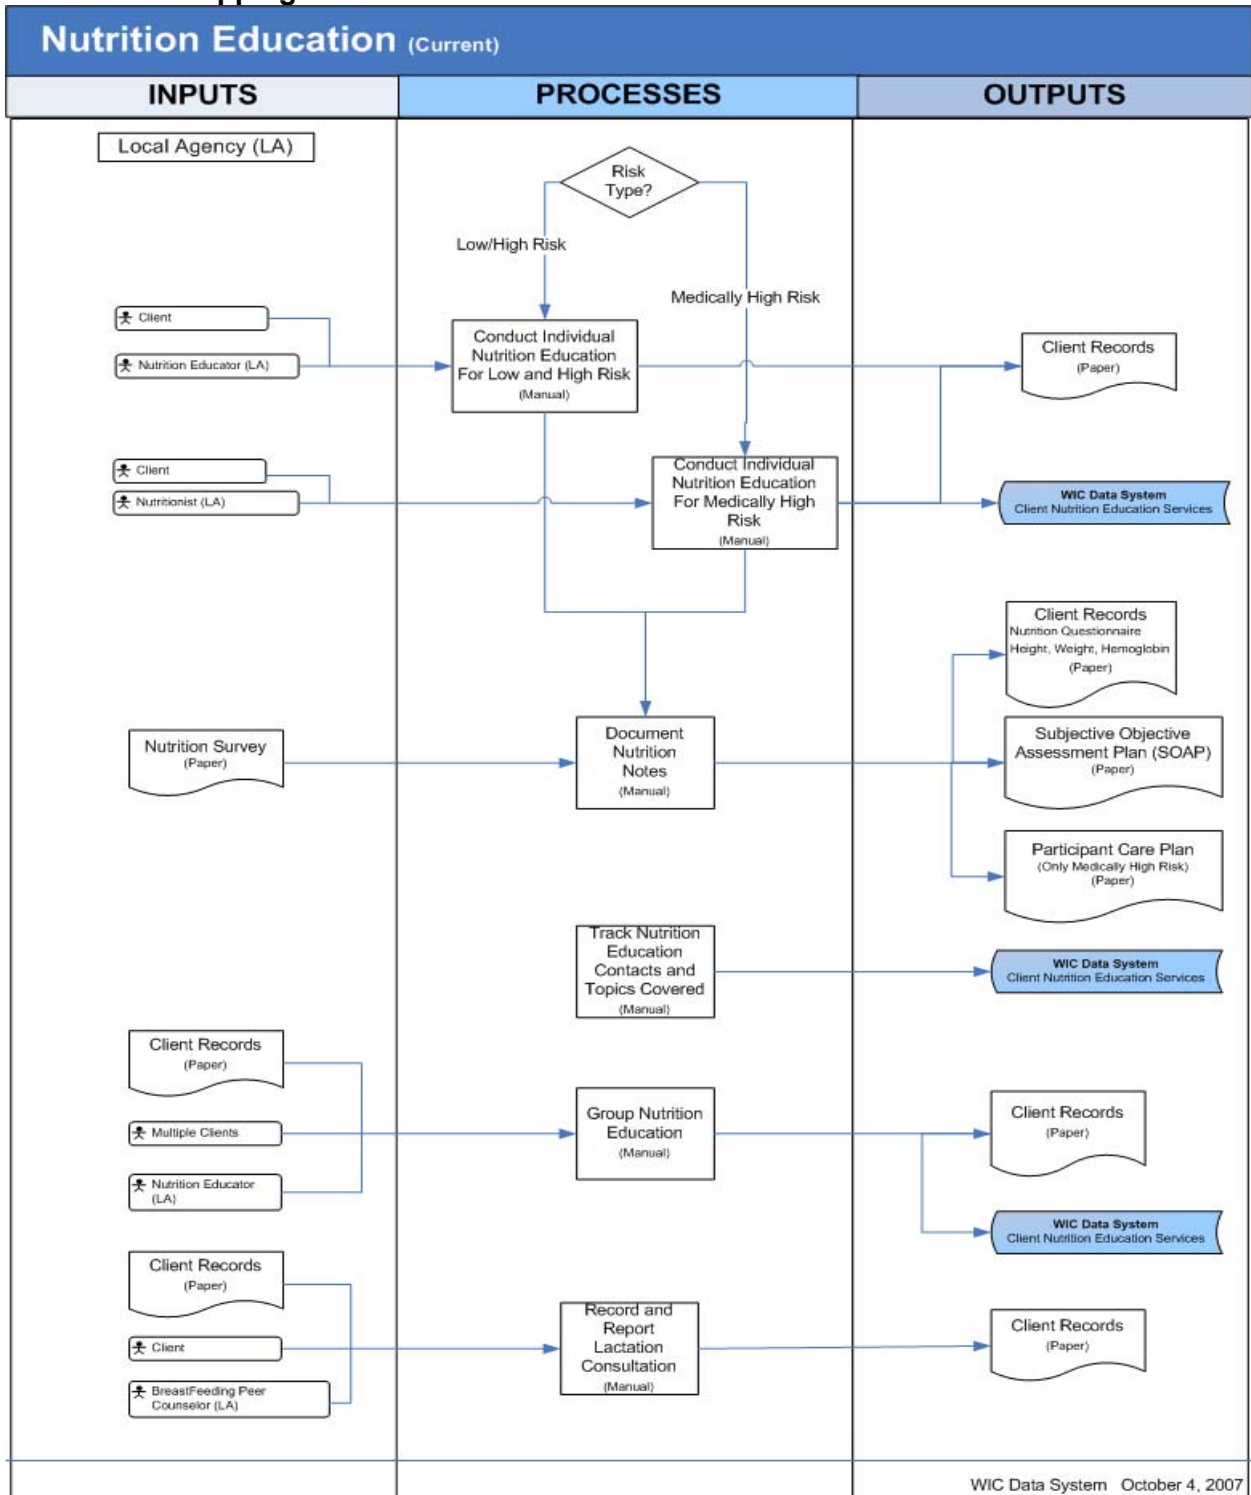 pping
Nutrition Education (Current)
INPUTS
PROCESSES
OUTPUTS
Local Agency (LA)
Risk
Type?
Low/High Risk
Medically High Risk
Client
Nutrition Educator (LA)
Conduct Individual
Nutrition Education
For Low and High Risk
(Manual)
Client Records
(Paper)
Client
Nutritionist (LA)
Conduct Individual
Nutrition Education
For Medically High
Risk
(Manual)
WIC Data System
Client Nutrition Education Services
Client Records
Nutrition Questionnaire
Height, Weight, Hemoglobin
(Paper)
Nutrition Survey
(Paper)
Document
Nutrition
Notes
(Manual)
Subjective Objective
Assessment Plan (SOAP)
(Paper)
Participant Care Plan
(Only Medically High Risk)
(Paper)
Track Nutrition
Education
Contacts and
Topics Covered
(Manual)
WIC Data System
Client Nutrition Education Services
Client Records
(Paper)
Multiple Clients
Nutrition Educator
(LA)
Group Nutrition
Education
(Manual)
Client Records
(Paper)
WIC Data System
Client Nutrition Education Services
Client Records
(Paper)
Client
BreastFeeding Peer
Counselor (LA)
Record and
Report
Lactation
Consultation
(Manual)
Client Records
(Paper)
WIC Data System October 4, 2007